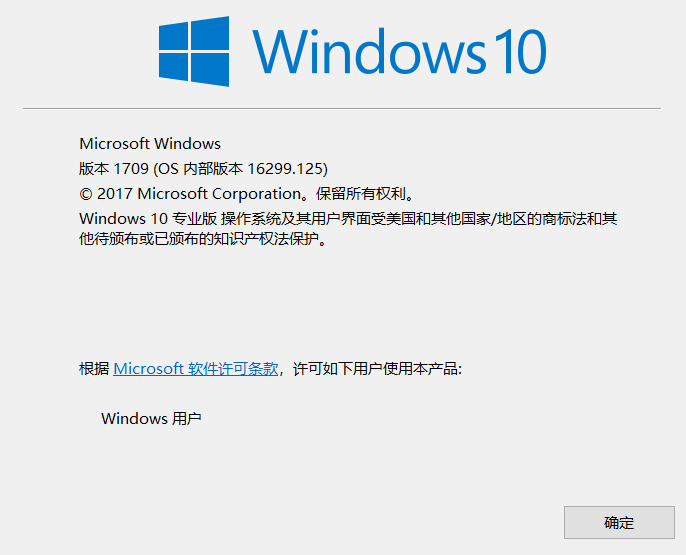 Windows 10
Microsoft Windows
版本 1709 (OS 内部版本 16299.125)
© 2017 Microsoft Corporation。保留所有权利。
Windows 10 专业版 操作系统及其用户界面受美国和其他国家/地区的商标法和其
他待颁布或已颁布的知识产权法保护。
根据 Microsoft 软件许可条款，许可如下用户使用本产品:
Windows 用户
确定